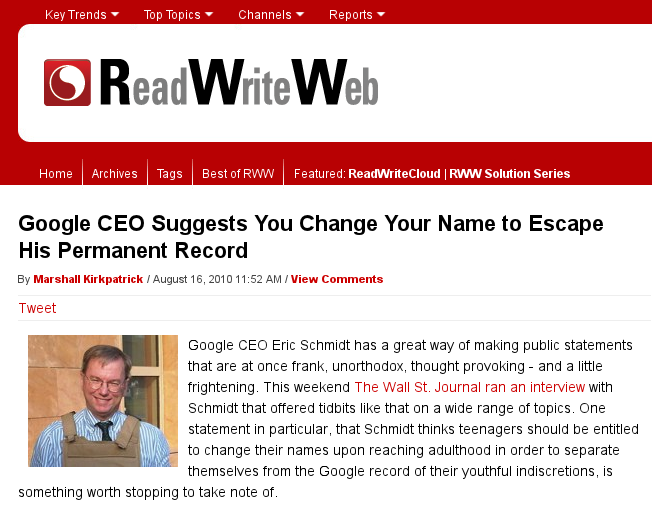 Key Trends Top Topics Channels Reports
ReadWriteWeb
Home Archives Tags Best of RWW Featured: ReadWriteCloud | RWW Solution Series
Google CEO Suggests You Change Your Name to Escape
His Permanent Record
By Marshall Kirkpatrick / August 16, 2010 11:52 AM / View Comments
Tweet
Google CEO Eric Schmidt has a great way of making public statements
that are at once frank, unorthodox, thought provoking - and a little
frightening. This weekend The Wall St. Journal ran an interview with
Schmidt that offered tidbits like that on a wide range of topics. One
statement in particular, that Schmidt thinks teenagers should be entitled
to change their names upon reaching adulthood in order to separate
themselves from the Google record of their youthful indiscretions, is
something worth stopping to take note of.